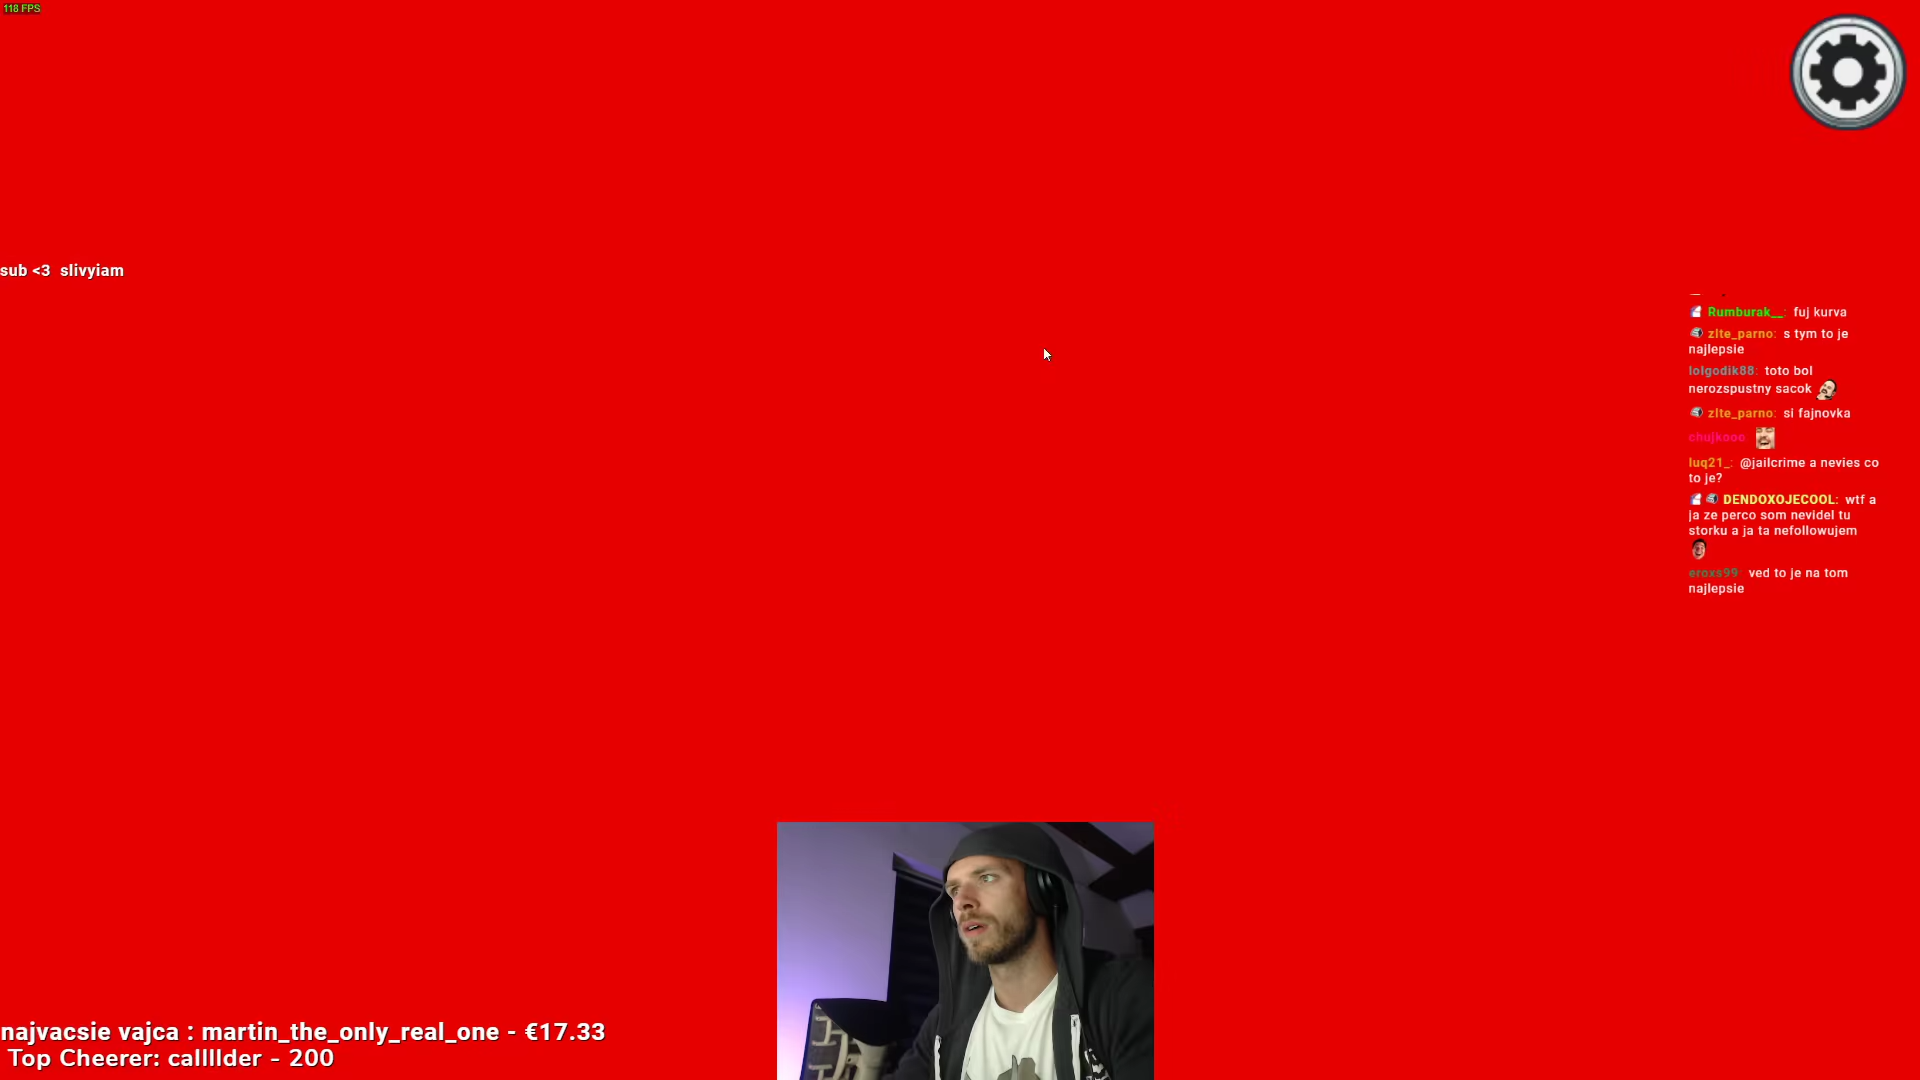 118 FPS
sub <3 slivyiam
Rumburak__: fuj kurva
zlte_parno: s tym to je
najlepsie
lolgodik88: toto bol
nerozspustny sacok
zlte_parno: si fajnovka
chujkooo
luq21_: @jailcrime a nevies co
to je?
DENDOXOJECOOL: wtf a
ja ze perco som nevidel tu
storku a ja ta nefollowujem
eroxs99: ved to je na tom
najlepsie
najvacsie vajca : martin_the_only_real_one - €17.33
Top Cheerer: callllder - 200